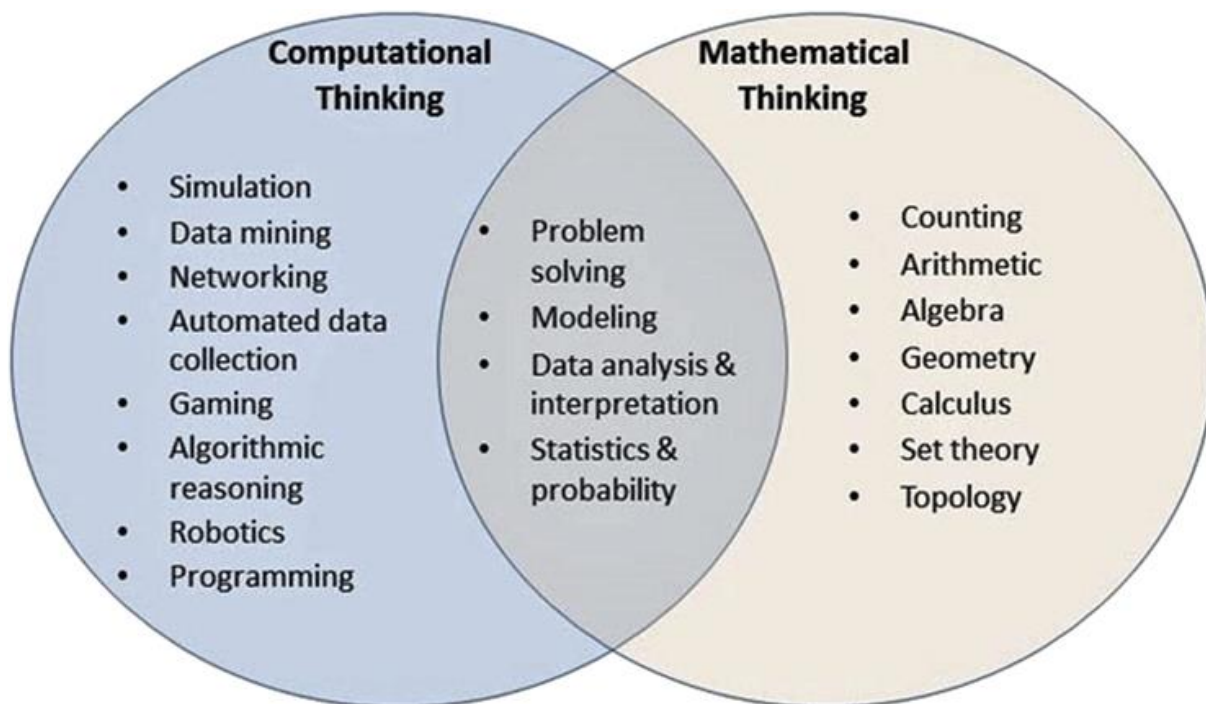 Computational
Thinking
• Simulation
• Data mining
• Networking
• Automated data
collection
• Gaming
• Algorithmic
reasoning
• Robotics
• Programming
• Problem
solving
• Modeling
• Data analysis &
interpretation
• Statistics &
probability
Mathematical
Thinking
• Counting
• Arithmetic
• Algebra
• Geometry
• Calculus
• Set theory
• Topology